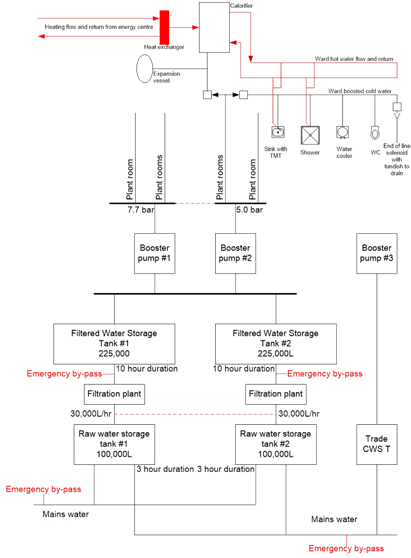 Calorifier
Heating flow and return from energy centre
Heat exchanger
Ward hot water flow and return
Expansion
vessel
Ward boosted cold water
Sink with
TMT
Shower
Water
cooler
WC
End of line
solenoid
with
tundish to
drain
Plant rooms
Plant rooms
Plant rooms
Plant rooms
7.7 bar
5.0 bar
Booster
pump #1
Booster
pump #2
Booster
pump #3
Filtered Water Storage
Tank #1
225,000
Filtered Water Storage
Tank #2
225,000L
10 hour duration
10 hour duration
Emergency by-pass
Emergency by-pass
Filtration plant
Filtration plant
30,000L/hr
30,000L/hr
Raw water storage
tank #1
100,000L
Raw water storage
tank #2
100,000L
Trade
CWS T
3 hour duration
3 hour duration
Emergency by-pass
Mains water
Mains water
Emergency by-pass